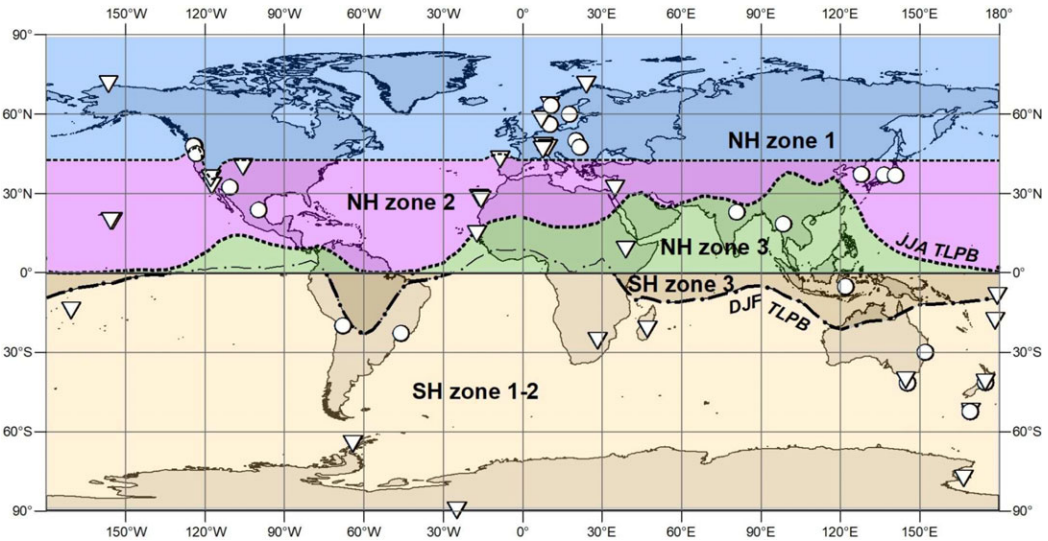 150°W 120°W 90°W 60°W 30°W 0° 30°E 60°E 90°E 120°E 150°E 180°
90° 90°
60°N 60°N
NH zone 1
30°N 30°N
NH zone 2
NH zone 3
JJA TLPB
0° 0°
SH zone 3
DJF TLPB
30°S 30°S
SH zone 1-2
60°S 60°S
90° 90°
150°W 120°W 90°W 60°W 30°W 0° 30°E 60°E 90°E 120°E 150°E 180°